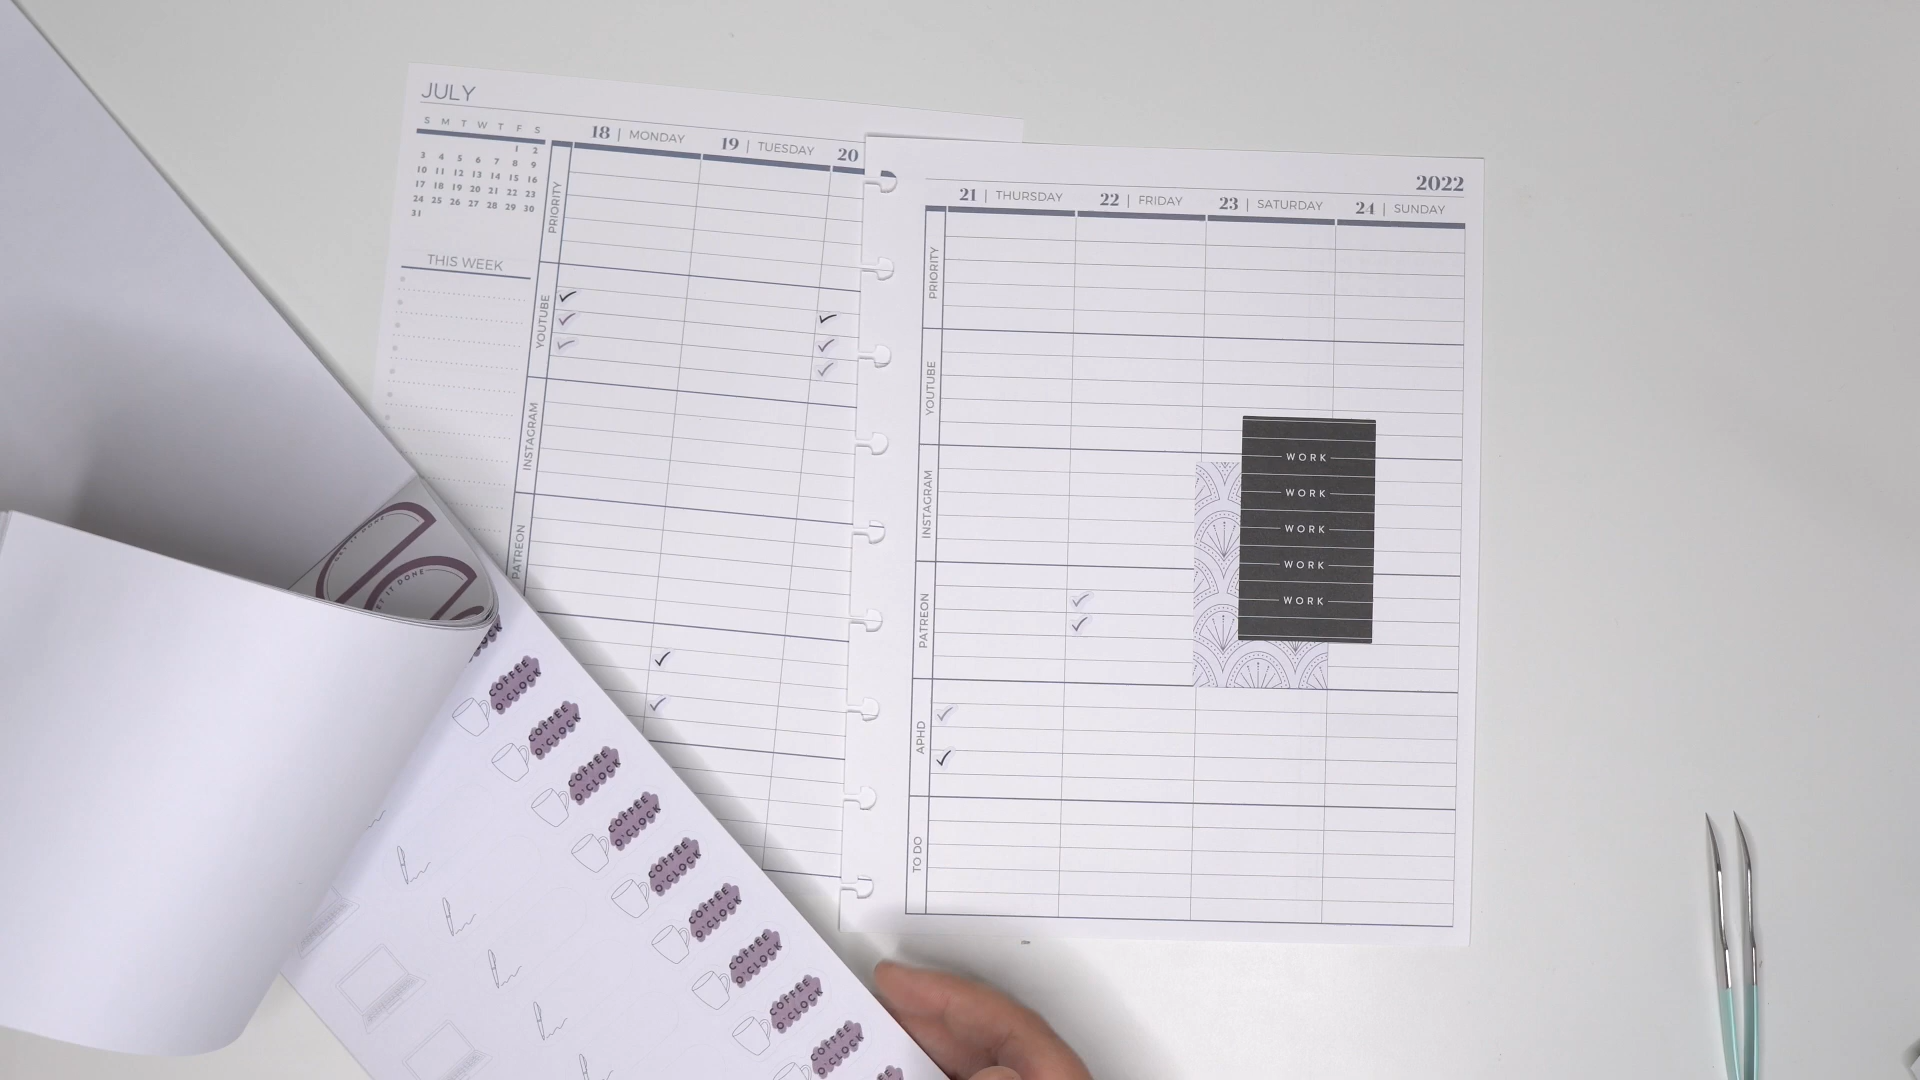 JULY
S M T W T F S
1 2
3 4 5 6 7 8 9
10 11 12 13 14 15 16
17 18 19 20 21 22 23
24 25 26 27 28 29 30
31
THIS WEEK
18 | MONDAY
19 | TUESDAY
20
PRIORITY
YOUTUBE
INSTAGRAM
PATREON
2022
21 | THURSDAY
22 | FRIDAY
23 | SATURDAY
24 | SUNDAY
PRIORITY
YOUTUBE
INSTAGRAM
PATREON
APHD
TO DO
WORK
WORK
WORK
WORK
WORK
GET IT DONE
COFFEE
O'CLOCK
COFFEE
O'CLOCK
COFFEE
O'CLOCK
COFFEE
O'CLOCK
COFFEE
O'CLOCK
COFFEE
O'CLOCK
COFFEE
O'CLOCK
COFFEE
O'CLOCK
COFFEE
O'CLOCK